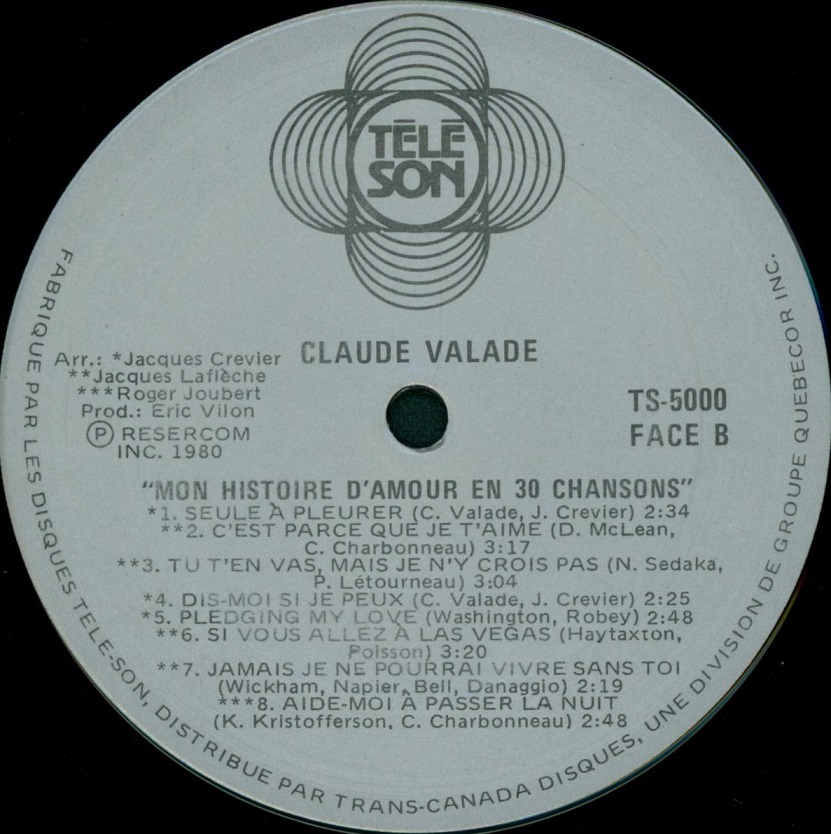 TÉLÉ
SON
CLAUDE VALADE
Arr.: *Jacques Crevier
**Jacques Laflèche
***Roger Joubert
Prod.: Eric Vilon
Ⓟ RESERCOM
INC. 1980
TS-5000
FACE B
"MON HISTOIRE D'AMOUR EN 30 CHANSONS"
*1. SEULE À PLEURER (C. Valade, J. Crevier) 2:34
**2. C'EST PARCE QUE JE T'AIME (D. McLean,
C. Charbonneau) 3:17
**3. TU T'EN VAS, MAIS JE N'Y CROIS PAS (N. Sedaka,
P. Létourneau) 3:04
*4. DIS-MOI SI JE PEUX (C. Valade, J. Crevier) 2:25
*5. PLEDGING MY LOVE (Washington, Robey) 2:48
**6. SI VOUS ALLEZ À LAS VEGAS (Haytaxton,
Poisson) 3:20
**7. JAMAIS JE NE POURRAI VIVRE SANS TOI
(Wickham, Napier, Bell, Danaggio) 2:19
***8. AIDE-MOI À PASSER LA NUIT
(K. Kristofferson, C. Charbonneau) 2:48
FABRIQUE PAR LES DISQUES TELE-SON, DISTRIBUE PAR TRANS-CANADA DISQUES, UNE DIVISION DE GROUPE QUEBECOR INC.